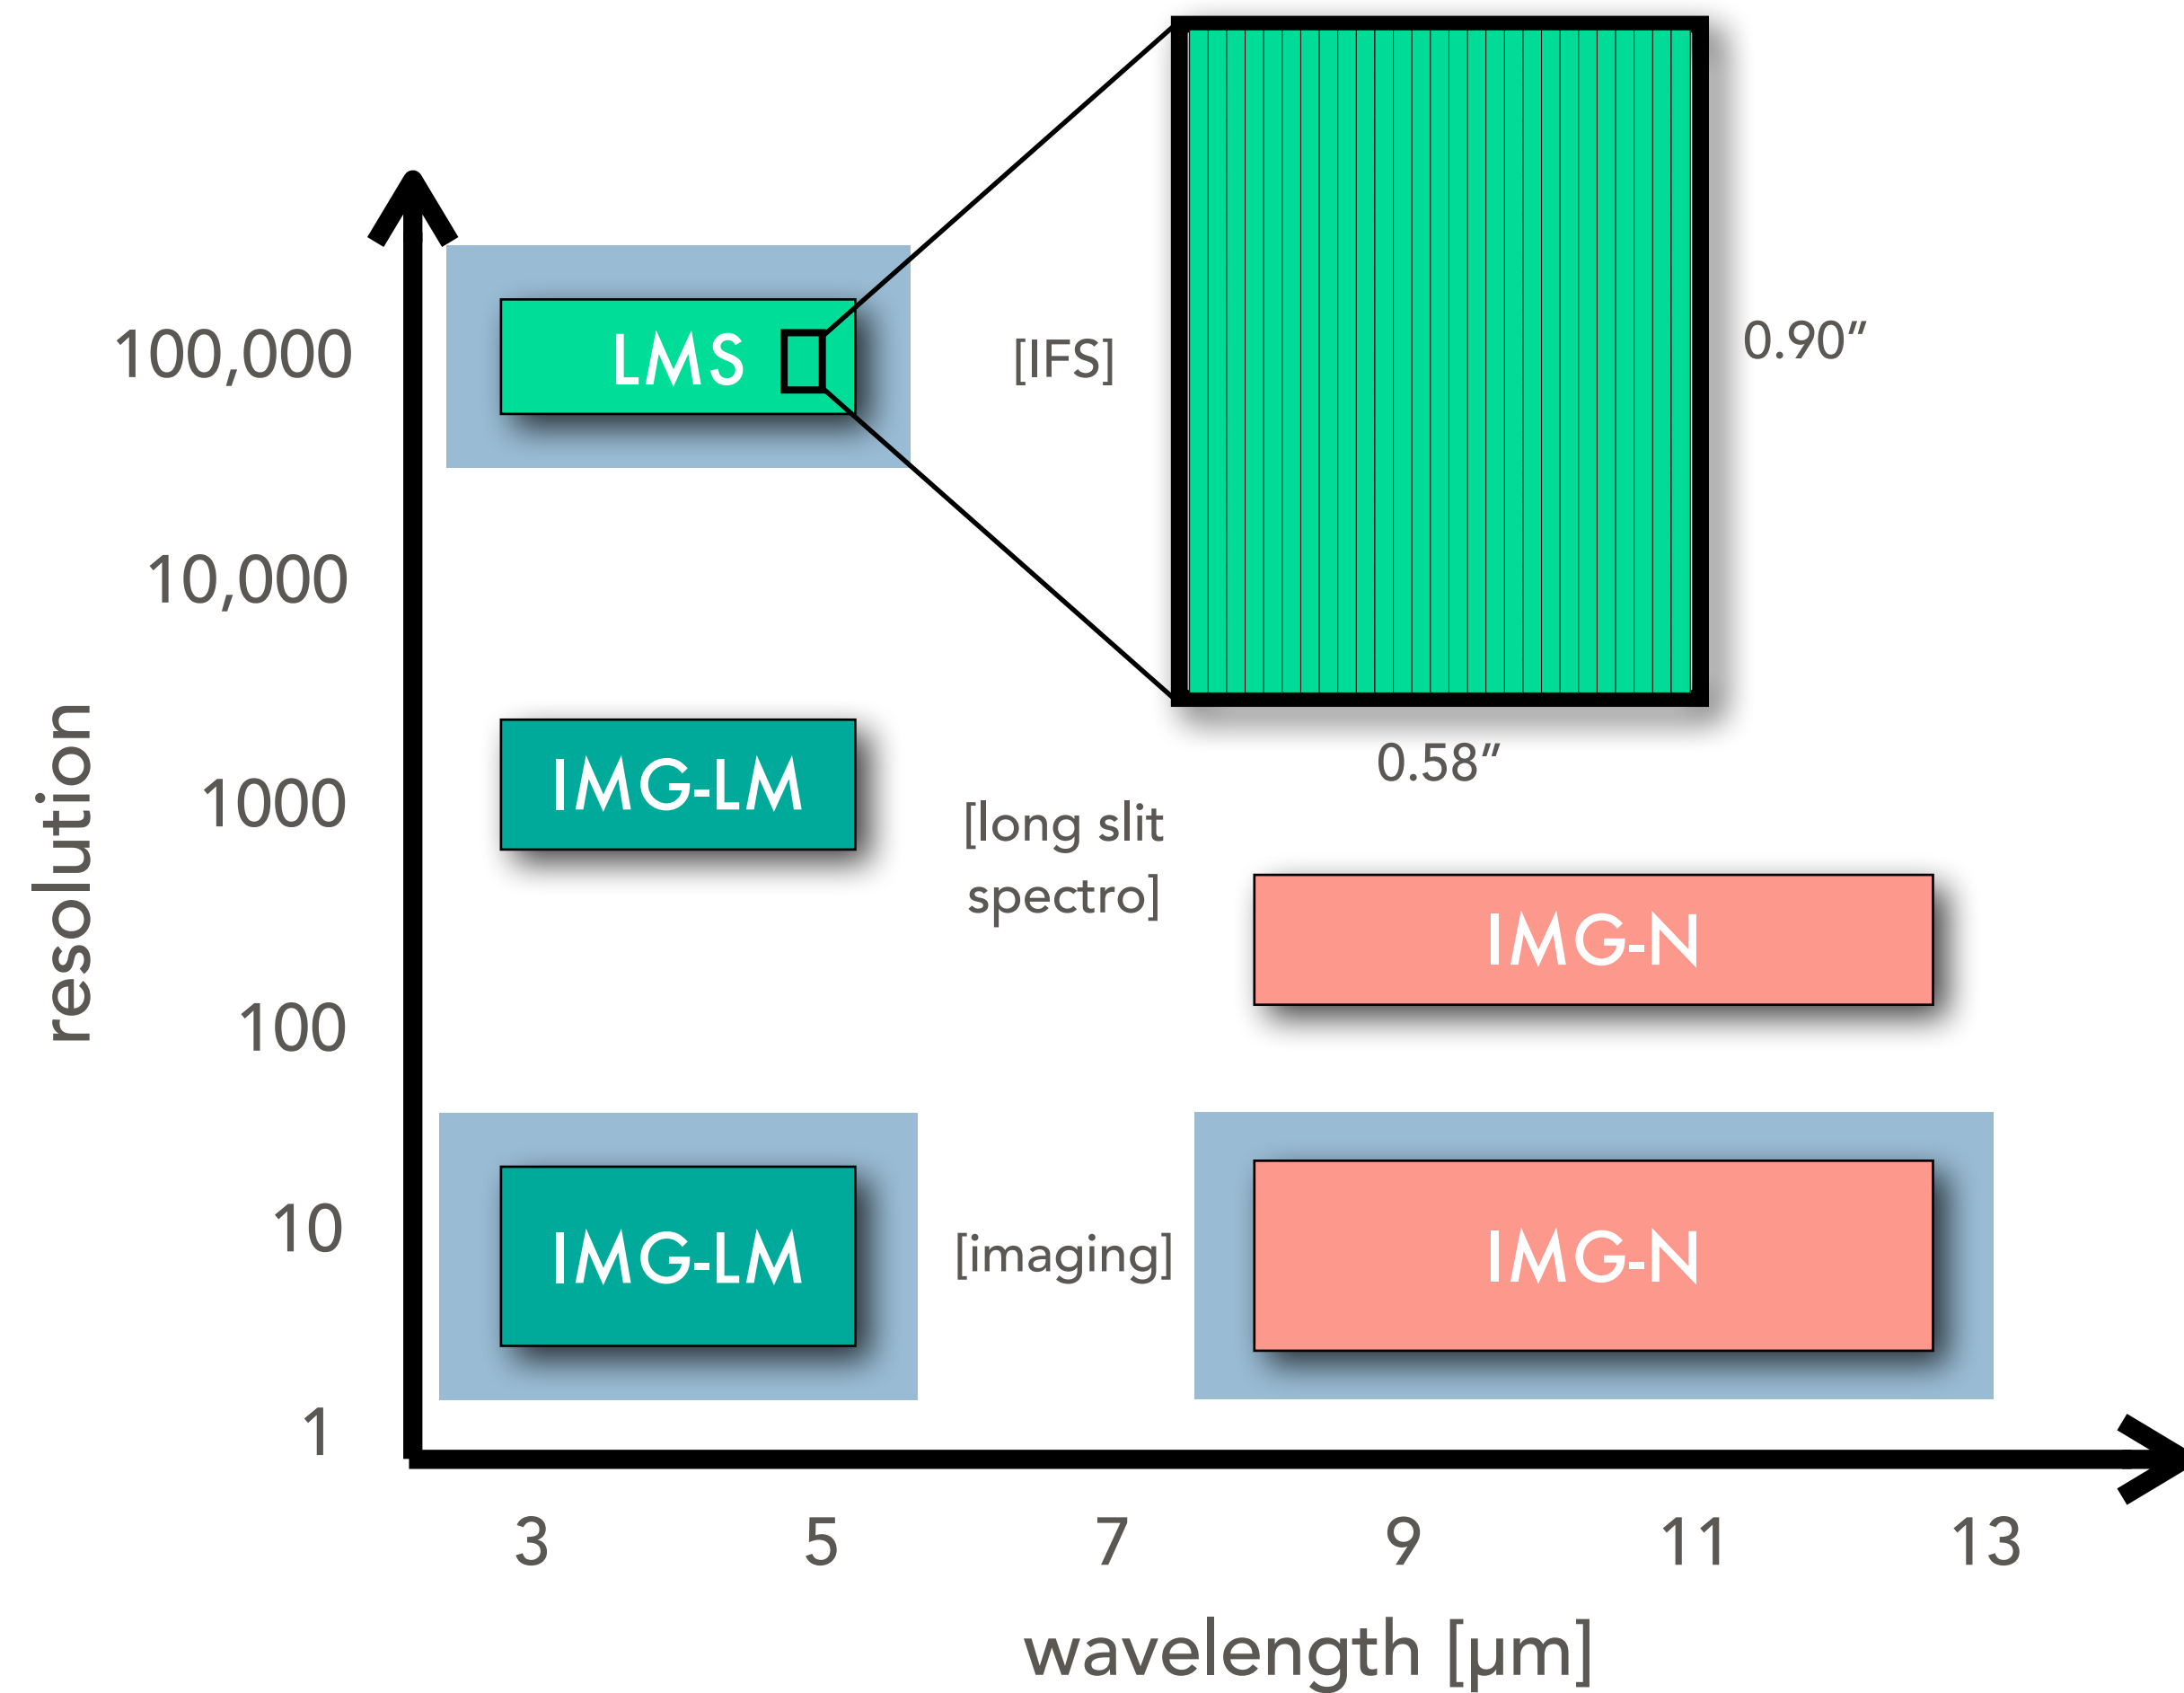 100,000
LMS
[IFS]
0.90”
10,000
0.58”
1000
IMG-LM
[long slit
spectro]
IMG-N
resolution
100
10
IMG-LM
[imaging]
IMG-N
1
3 5 7 9 11 13
wavelength [µm]